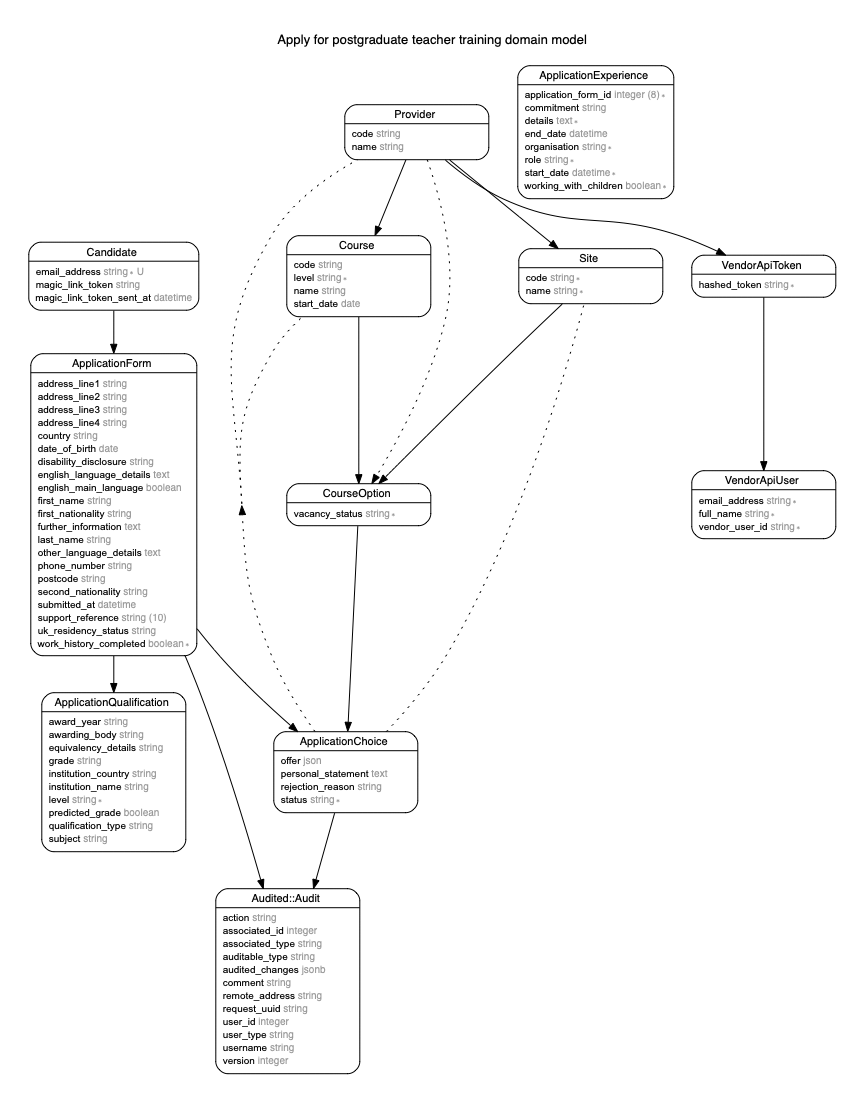 Apply for postgraduate teacher training domain model
ApplicationExperience
application_form_id integer (8) ∗
commitment string
details text ∗
end_date datetime
organisation string ∗
role string ∗
start_date datetime ∗
working_with_children boolean ∗
Provider
code string
name string
Candidate
email_address string ∗ U
magic_link_token string
magic_link_token_sent_at datetime
Course
code string
level string ∗
name string
start_date date
Site
code string ∗
name string ∗
VendorApiToken
hashed_token string ∗
ApplicationForm
address_line1 string
address_line2 string
address_line3 string
address_line4 string
country string
date_of_birth date
disability_disclosure string
english_language_details text
english_main_language boolean
first_name string
first_nationality string
further_information text
last_name string
other_language_details text
phone_number string
postcode string
second_nationality string
submitted_at datetime
support_reference string (10)
uk_residency_status string
work_history_completed boolean ∗
CourseOption
vacancy_status string ∗
VendorApiUser
email_address string ∗
full_name string ∗
vendor_user_id string ∗
ApplicationQualification
award_year string
awarding_body string
equivalency_details string
grade string
institution_country string
institution_name string
level string ∗
predicted_grade boolean
qualification_type string
subject string
ApplicationChoice
offer json
personal_statement text
rejection_reason string
status string ∗
Audited::Audit
action string
associated_id integer
associated_type string
auditable_type string
audited_changes jsonb
comment string
remote_address string
request_uuid string
user_id integer
user_type string
username string
version integer